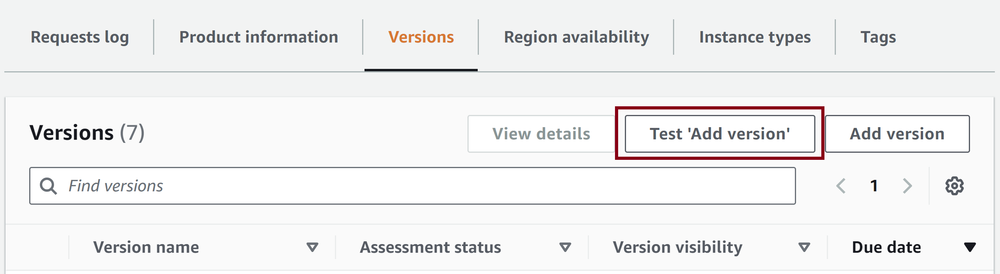 Requests log Product information Versions Region availability Instance types Tags
Versions (7) View details Test 'Add version' Add version
Find versions 1
Version name Assessment status Version visibility Due date